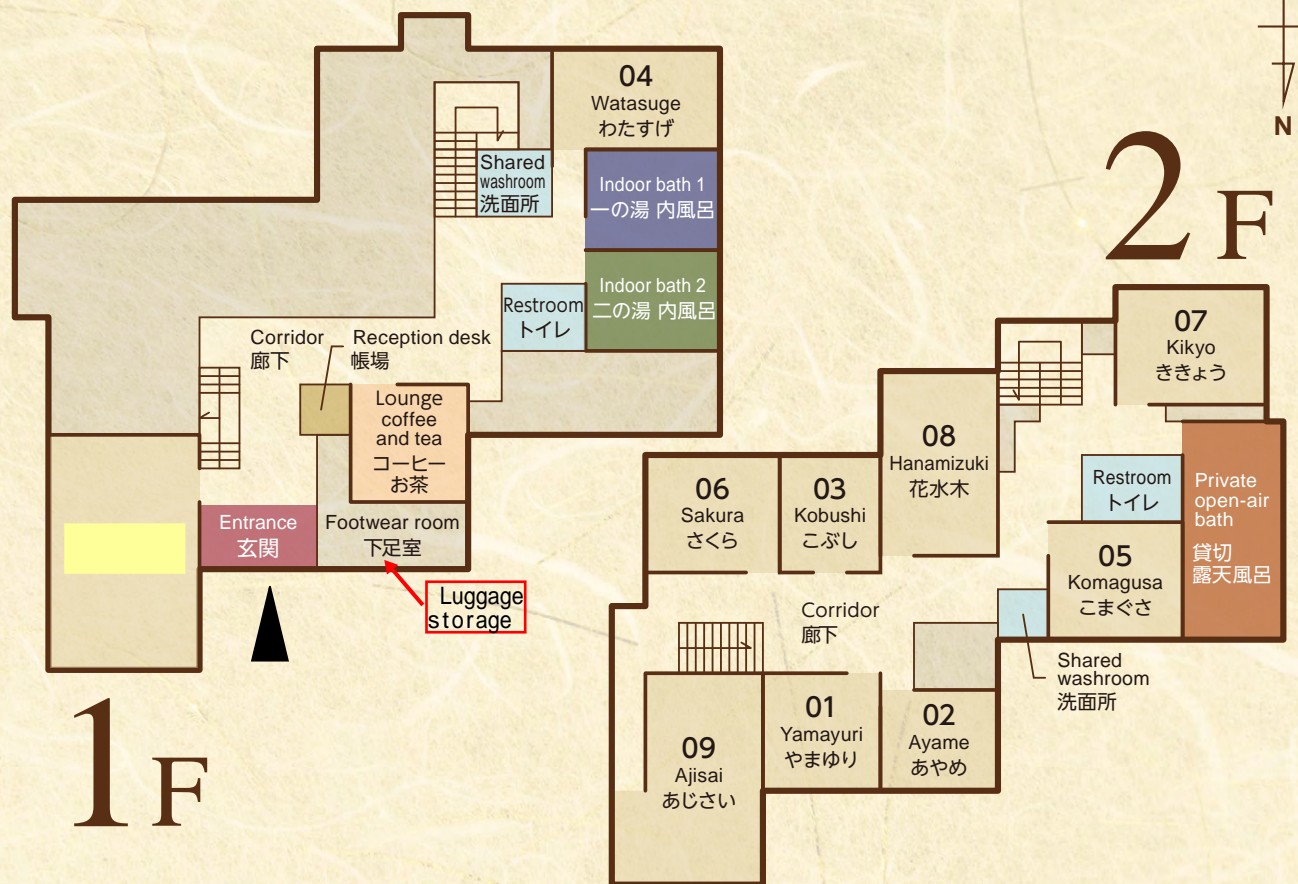 04
Watasuge
わたすげ
Shared
washroom
洗面所
Indoor bath 1
一の湯 内風呂
Indoor bath 2
二の湯 内風呂
Restroom
トイレ
Corridor
廊下
Reception desk
帳場
Lounge
coffee
and tea
コーヒー
お茶
Entrance
玄関
Footwear room
下足室
Luggage
storage
1F
N
2F
07
Kikyo
ききょう
08
Hanamizuki
花水木
06
Sakura
さくら
03
Kobushi
こぶし
Restroom
トイレ
Private
open-air
bath
貸切
露天風呂
05
Komagusa
こまぐさ
Corridor
廊下
Shared
washroom
洗面所
09
Ajisai
あじさい
01
Yamayuri
やまゆり
02
Ayame
あやめ